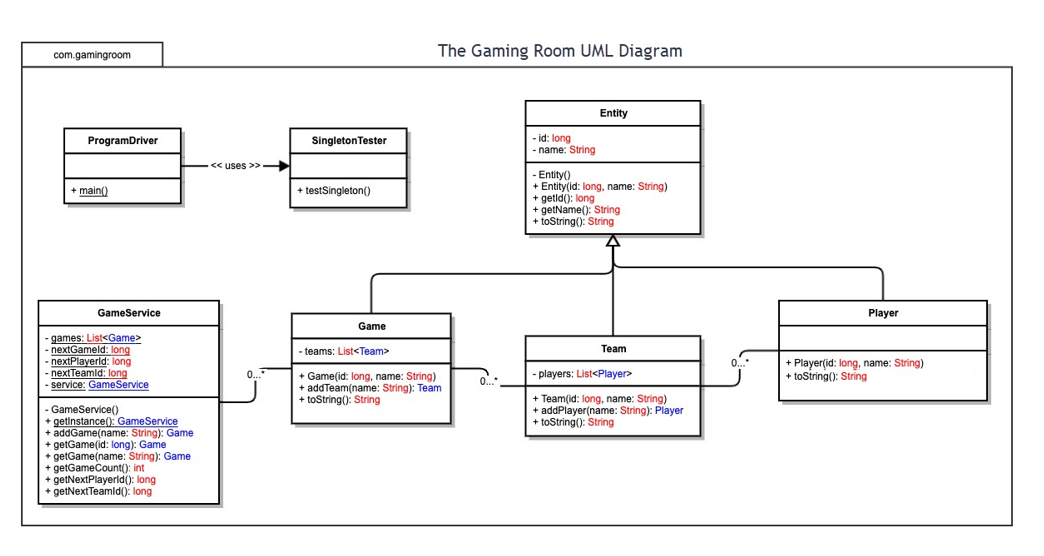 The Gaming Room UML Diagram
com.gamingroom
ProgramDriver
+ main()
<< uses >>
SingletonTester
+ testSingleton()
Entity
- id: long
- name: String
- Entity()
+ Entity(id: long, name: String)
+ getId(): long
+ getName(): String
+ toString(): String
GameService
- games: List<Game>
- nextGameId: long
- nextPlayerId: long
- nextTeamId: long
- service: GameService
- GameService()
+ getInstance(): GameService
+ addGame(name: String): Game
+ getGame(id: long): Game
+ getGame(name: String): Game
+ getGameCount(): int
+ getNextPlayerId(): long
+ getNextTeamId(): long
0...*
Game
- teams: List<Team>
+ Game(id: long, name: String)
+ addTeam(name: String): Team
+ toString(): String
0...*
Team
- players: List<Player>
+ Team(id: long, name: String)
+ addPlayer(name: String): Player
+ toString(): String
0...*
Player
+ Player(id: long, name: String)
+ toString(): String